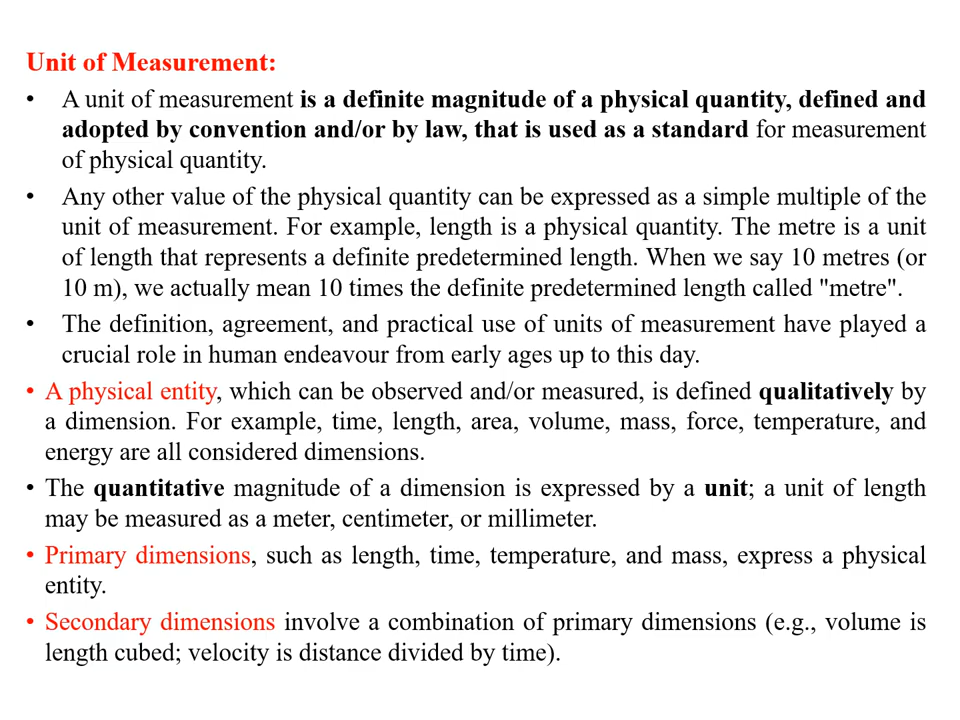 Unit of Measurement:
• A unit of measurement is a definite magnitude of a physical quantity, defined and
adopted by convention and/or by law, that is used as a standard for measurement
of physical quantity.
• Any other value of the physical quantity can be expressed as a simple multiple of the
unit of measurement. For example, length is a physical quantity. The metre is a unit
of length that represents a definite predetermined length. When we say 10 metres (or
10 m), we actually mean 10 times the definite predetermined length called "metre".
• The definition, agreement, and practical use of units of measurement have played a
crucial role in human endeavour from early ages up to this day.
• A physical entity, which can be observed and/or measured, is defined qualitatively by
a dimension. For example, time, length, area, volume, mass, force, temperature, and
energy are all considered dimensions.
• The quantitative magnitude of a dimension is expressed by a unit; a unit of length
may be measured as a meter, centimeter, or millimeter.
• Primary dimensions, such as length, time, temperature, and mass, express a physical
entity.
• Secondary dimensions involve a combination of primary dimensions (e.g., volume is
length cubed; velocity is distance divided by time).